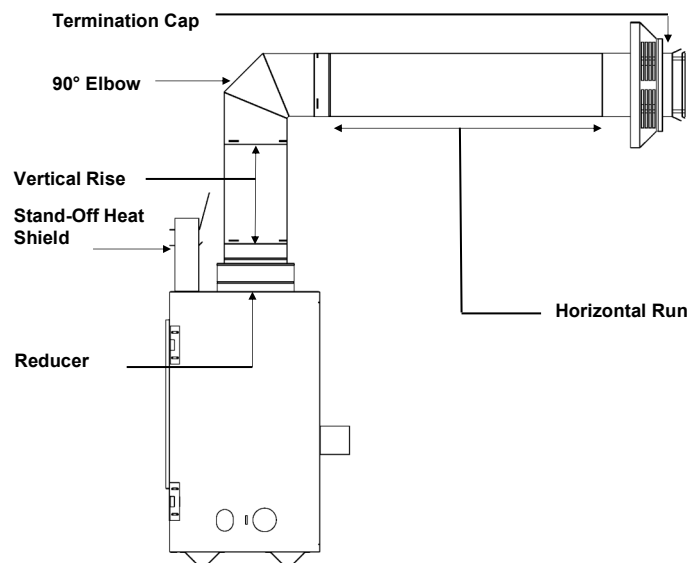 Termination Cap
90° Elbow
Vertical Rise
Stand-Off Heat
Shield
Horizontal Run
Reducer